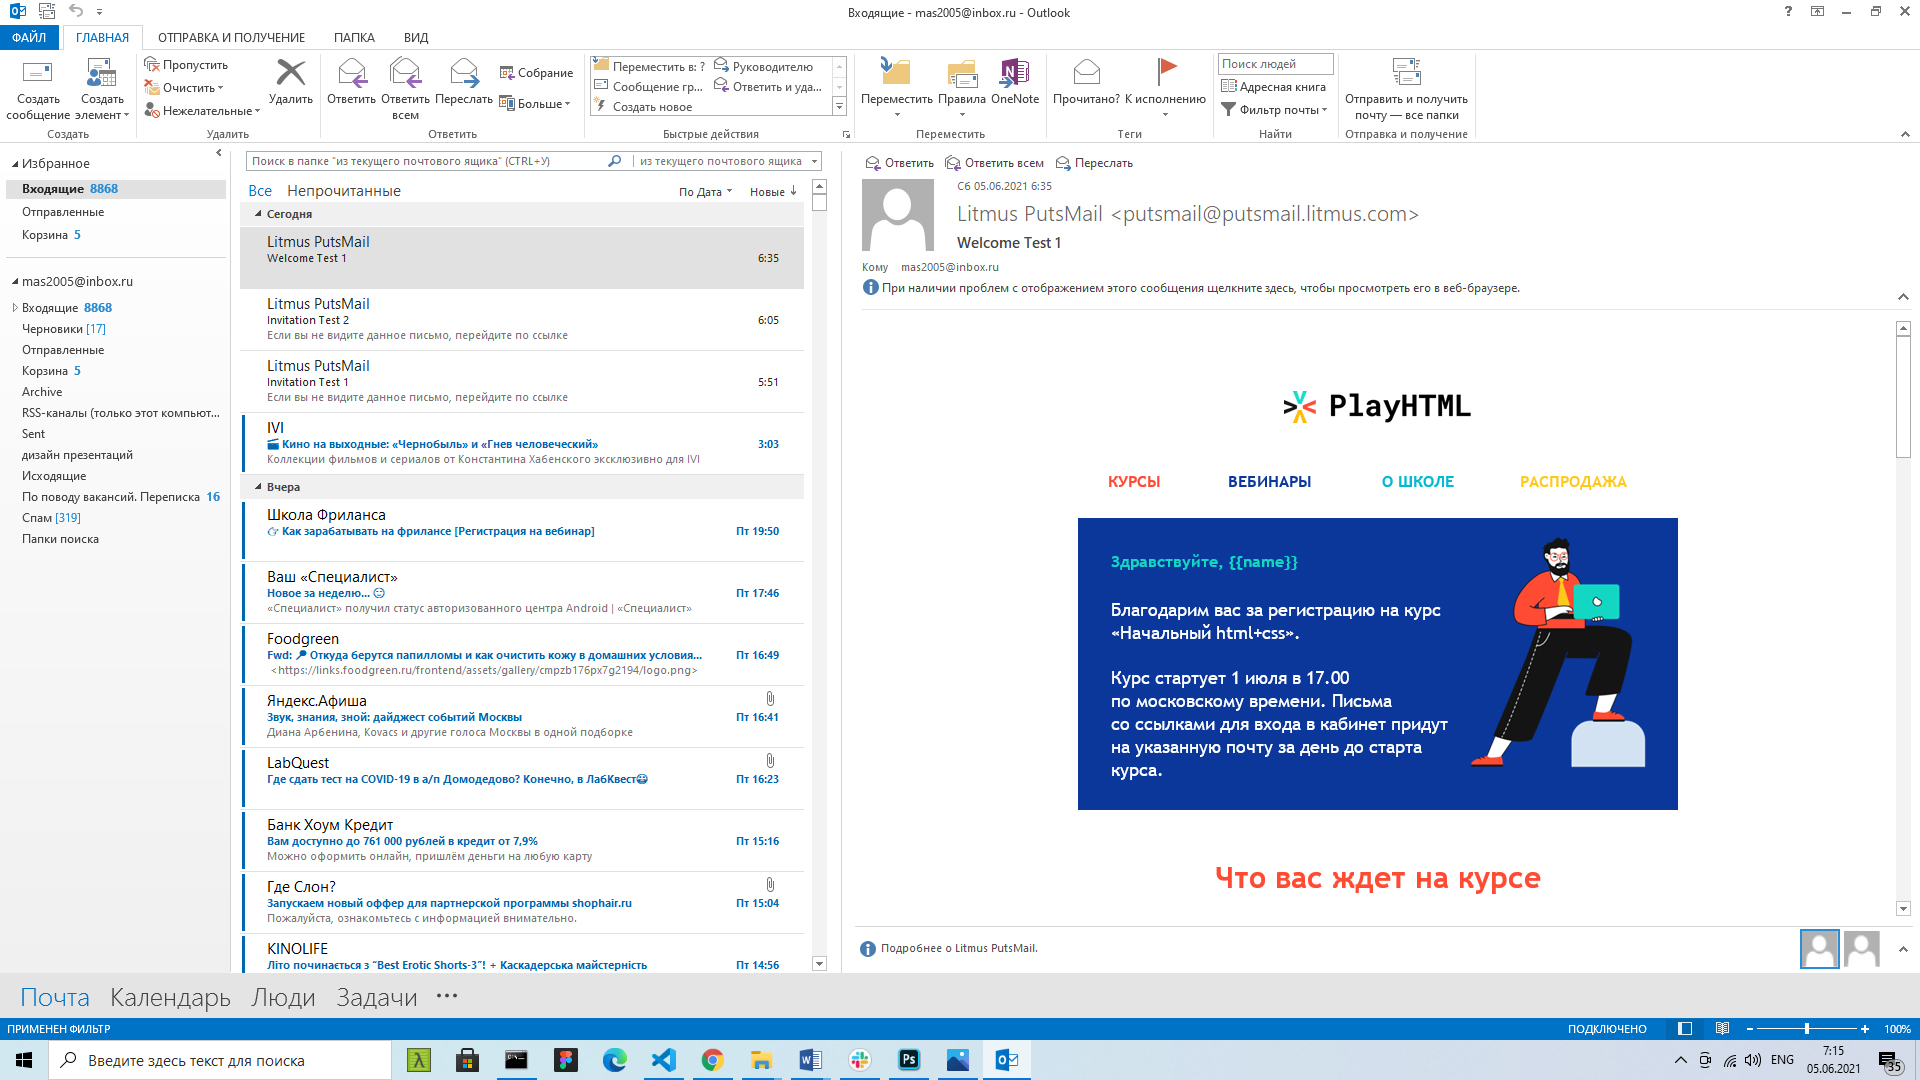 Входящие - mas2005@inbox.ru - Outlook
ФАЙЛ ГЛАВНАЯ ОТПРАВКА И ПОЛУЧЕНИЕ ПАПКА ВИД
Создать сообщение
Создать элемент
Создать
Пропустить
Очистить
Нежелательные
Удалить
Удалить
Ответить
Ответить всем
Переслать
Собрание
Больше
Ответить
Переместить в: ?
Сообщение гр...
Создать новое
Руководителю
Ответить и уда...
Быстрые действия
Переместить
Правила
OneNote
Переместить
Прочитано?
К исполнению
Теги
Поиск людей
Адресная книга
Фильтр почты
Найти
Отправить и получить
почту — все папки
Отправка и получение
Избранное
Входящие 8868
Отправленные
Корзина 5
mas2005@inbox.ru
Входящие 8868
Черновики [17]
Отправленные
Корзина 5
Archive
RSS-каналы (только этот компьют...
Sent
дизайн презентаций
Исходящие
По поводу вакансий. Переписка 16
Спам [319]
Папки поиска
Поиск в папке "из текущего почтового ящика" (CTRL+У) из текущего почтового ящика
Все Непрочитанные По Дата Новые
Сегодня
Litmus PutsMail
Welcome Test 1 6:35
Litmus PutsMail
Invitation Test 2 6:05
Если вы не видите данное письмо, перейдите по ссылке
Litmus PutsMail
Invitation Test 1 5:51
Если вы не видите данное письмо, перейдите по ссылке
IVI
Кино на выходные: «Чернобыль» и «Гнев человеческий» 3:03
Коллекции фильмов и сериалов от Константина Хабенского эксклюзивно для IVI
Вчера
Школа Фриланса
Как зарабатывать на фрилансе [Регистрация на вебинар] Пт 19:50
Ваш «Специалист»
Новое за неделю... Пт 17:46
«Специалист» получил статус авторизованного центра Android | «Специалист»
Foodgreen
Fwd: Откуда берутся папилломы и как очистить кожу в домашних условия... Пт 16:49
<https://links.foodgreen.ru/frontend/assets/gallery/cmpzb176px7g2194/logo.png>
Яндекс.Афиша
Звук, знания, зной: дайджест событий Москвы Пт 16:41
Диана Арбенина, Kovacs и другие голоса Москвы в одной подборке
LabQuest
Где сдать тест на COVID-19 в а/п Домодедово? Конечно, в ЛабКвест Пт 16:23
Банк Хоум Кредит
Вам доступно до 761 000 рублей в кредит от 7,9% Пт 15:16
Можно оформить онлайн, пришлём деньги на любую карту
Где Слон?
Запускаем новый оффер для партнерской программы shophair.ru Пт 15:04
Пожалуйста, ознакомьтесь с информацией внимательно.
KINOLIFE
Літо починається з "Best Erotic Shorts-3"! + Каскадерська майстерність Пт 14:56
Ответить Ответить всем Переслать
Сб 05.06.2021 6:35
Litmus PutsMail <putsmail@putsmail.litmus.com>
Welcome Test 1
Кому mas2005@inbox.ru
При наличии проблем с отображением этого сообщения щелкните здесь, чтобы просмотреть его в веб-браузере.
PlayHTML
КУРСЫ ВЕБИНАРЫ О ШКОЛЕ РАСПРОДАЖА
Здравствуйте, {{name}}
Благодарим вас за регистрацию на курс
«Начальный html+css».
Курс стартует 1 июля в 17.00
по московскому времени. Письма
со ссылками для входа в кабинет придут
на указанную почту за день до старта
курса.
Что вас ждет на курсе
Подробнее о Litmus PutsMail.
Почта Календарь Люди Задачи ...
ПРИМЕНЕН ФИЛЬТР ПОДКЛЮЧЕНО 100%
Введите здесь текст для поиска
Ps
ENG
7:15
05.06.2021
35